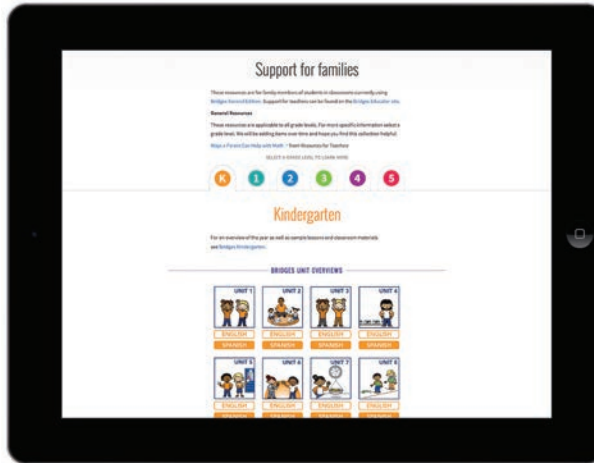 Support for families
These resources are for family members of students in classrooms currently using
Bridges Second Edition. Support for teachers can be found on the Bridges Educator site.
General Resources
These resources are applicable to all grade levels. For more specific information select a
grade level. We will be adding items over time and hope you find this collection helpful.
Ways a Parent Can Help with Math - from Resources for Teachers
SELECT A GRADE LEVEL TO LEARN MORE
K 1 2 3 4 5
Kindergarten
For an overview of the year as well as sample lessons and classroom materials
see Bridges Kindergarten.
BRIDGES UNIT OVERVIEWS
UNIT 1 UNIT 2 UNIT 3 UNIT 4
ENGLISH ENGLISH ENGLISH ENGLISH
SPANISH SPANISH SPANISH SPANISH
UNIT 5 UNIT 6 UNIT 7 UNIT 8
ENGLISH ENGLISH ENGLISH ENGLISH
SPANISH SPANISH SPANISH SPANISH